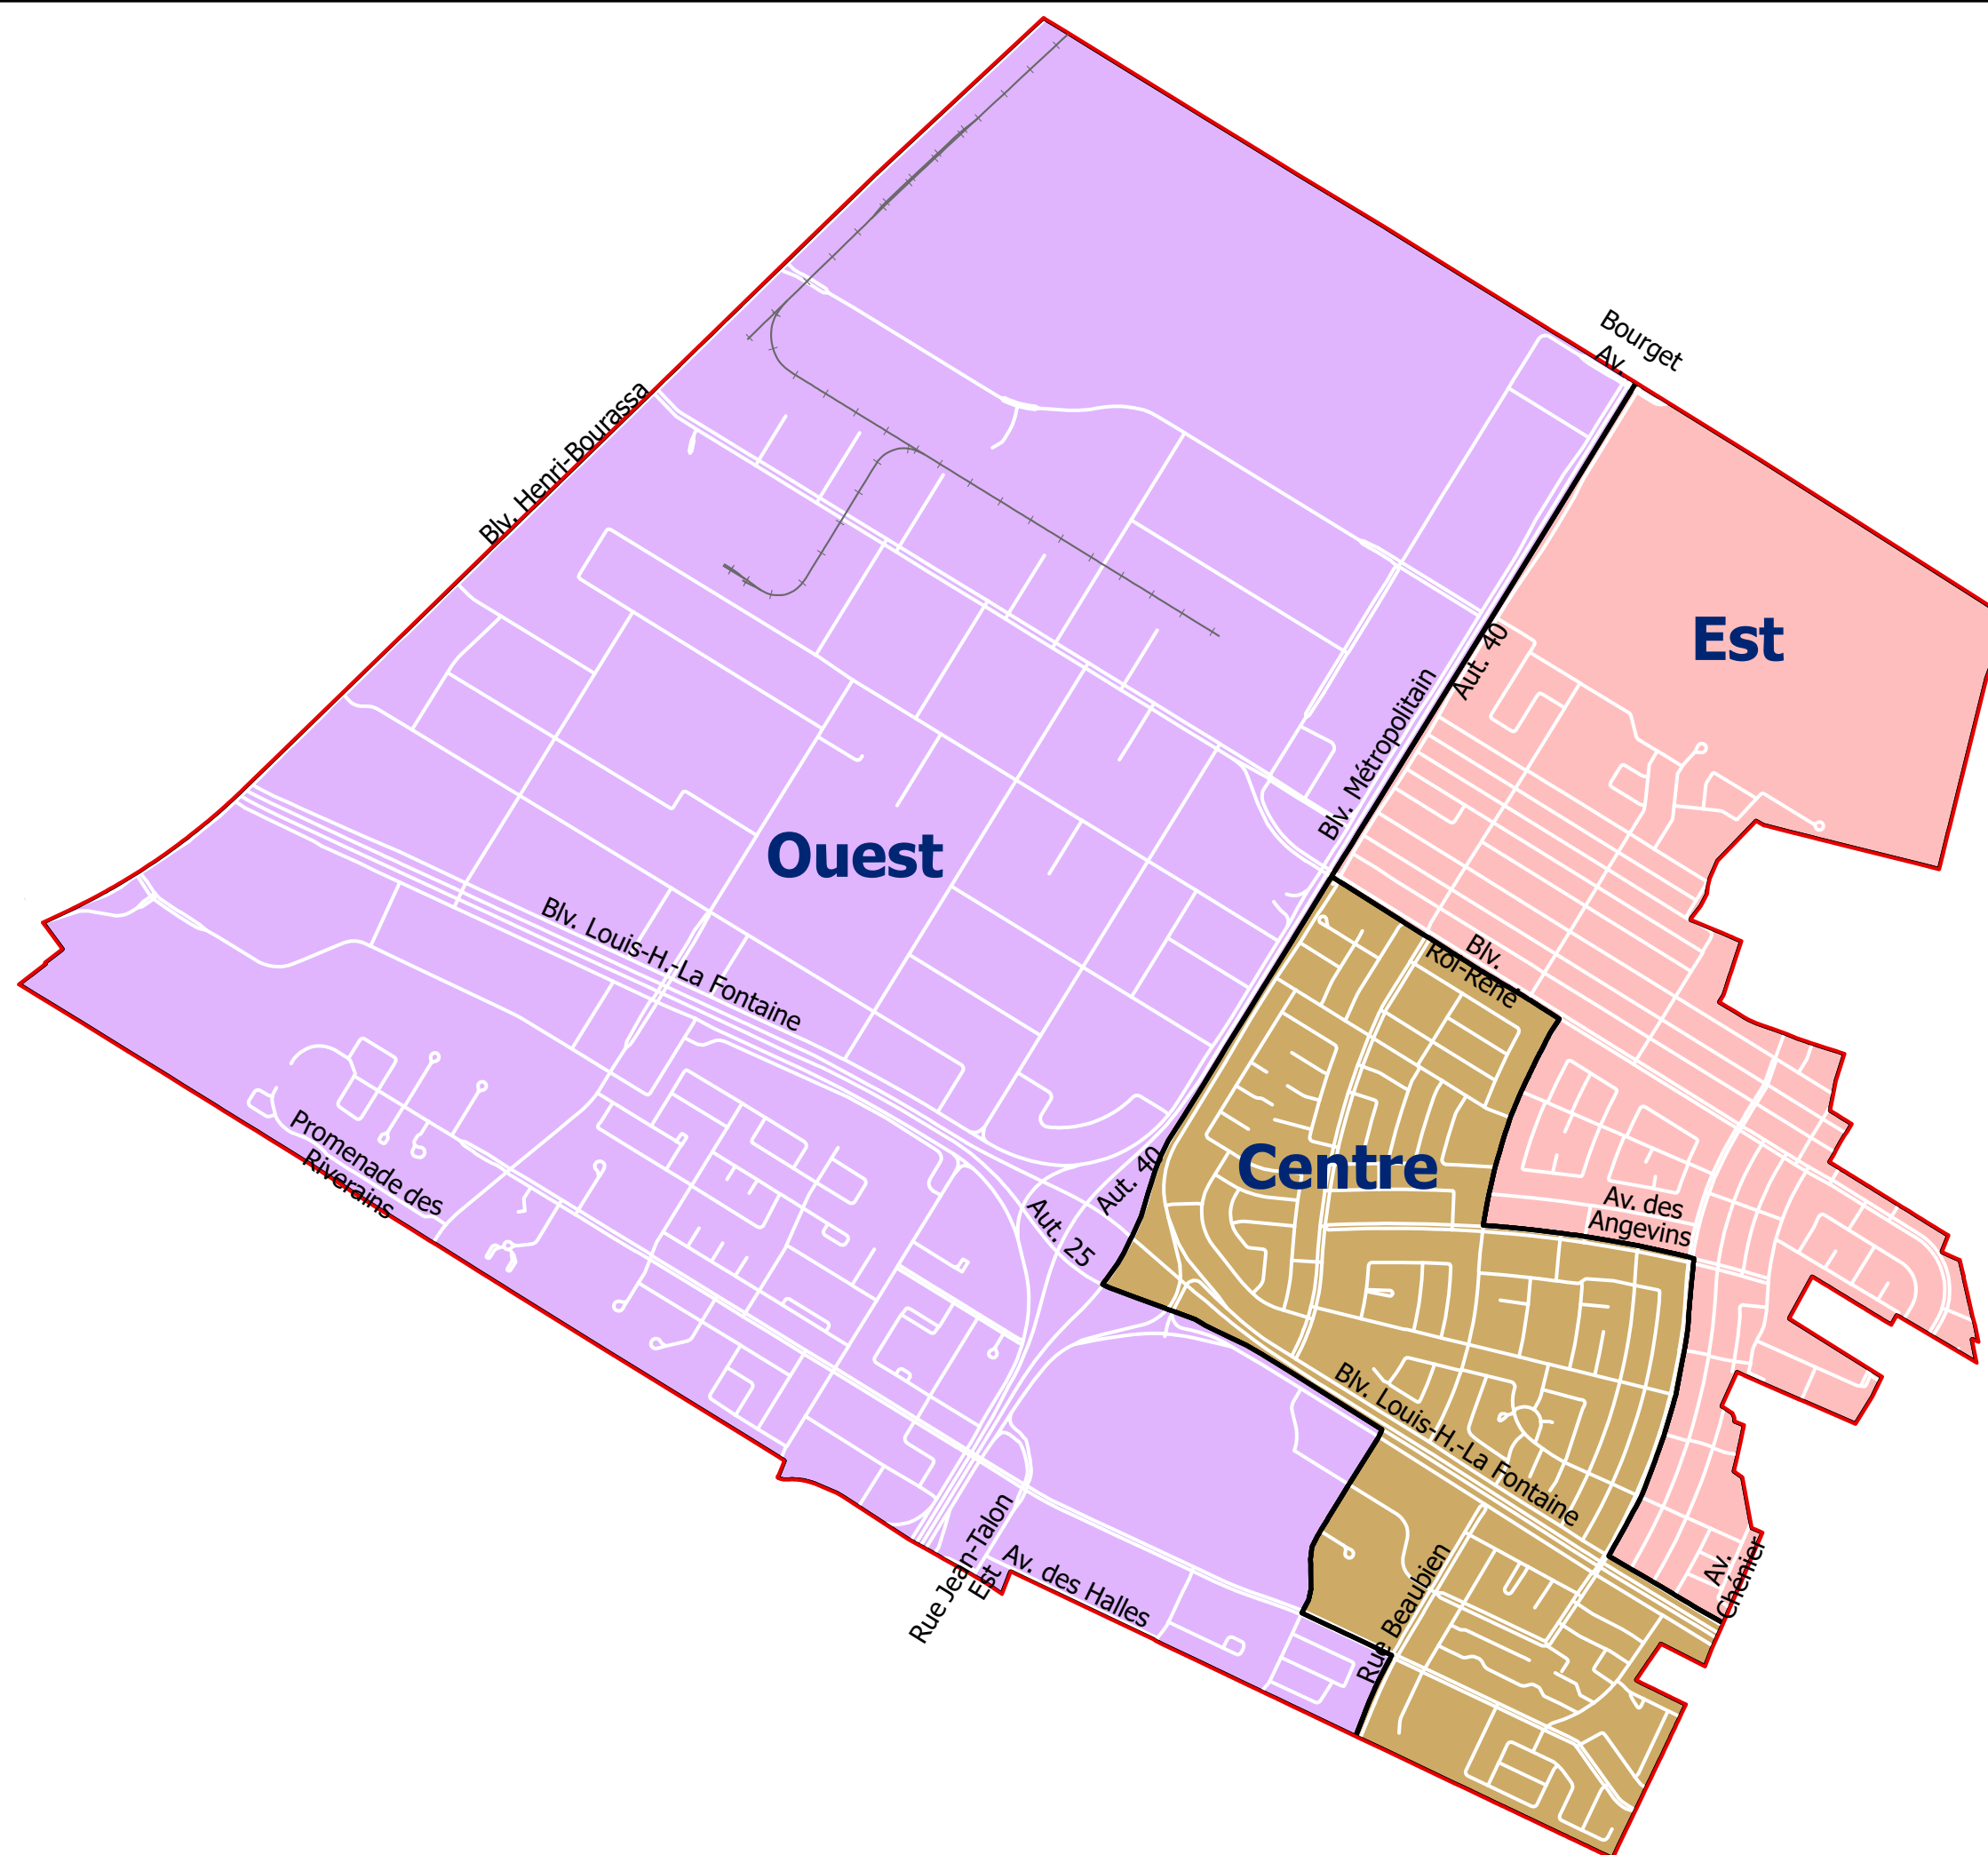 Bourget
Av.
Blv. Henri-Bourassa
Est
Aut. 40
Blv. Métropolitain
Ouest
Blv. Louis-H.-La Fontaine
Blv.
Roi-René
Promenade des
Riverains
Centre
Aut. 40
Aut. 25
Av. des
Angevins
Blv. Louis-H.-La Fontaine
Rue Jean-Talon
Est
Av. des Halles
Rue Beaubien
Av.
Chénier